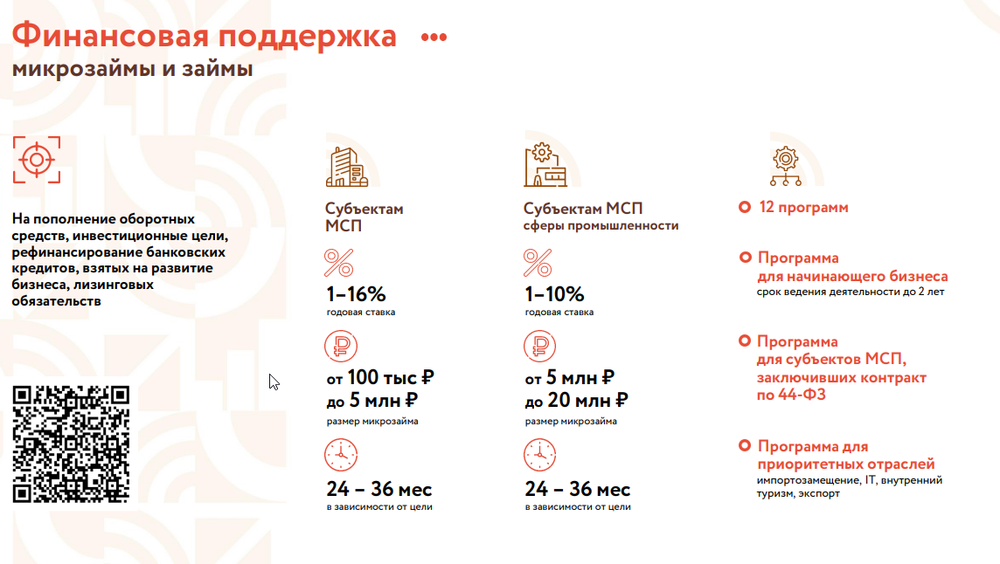 Финансовая поддержка
микрозаймы и займы
На пополнение оборотных
средств, инвестиционные цели,
рефинансирование банковских
кредитов, взятых на развитие
бизнеса, лизинговых
обязательств
Субъектам
МСП
1–16%
годовая ставка
от 100 тыс ₽
до 5 млн ₽
размер микрозайма
24 – 36 мес
в зависимости от цели
Субъектам МСП
сферы промышленности
1–10%
годовая ставка
от 5 млн ₽
до 20 млн ₽
размер микрозайма
24 – 36 мес
в зависимости от цели
12 программ
Программа
для начинающего бизнеса
срок ведения деятельности до 2 лет
Программа
для субъектов МСП,
заключивших контракт
по 44-ФЗ
Программа для
приоритетных отраслей
импортозамещение, IT, внутренний
туризм, экспорт